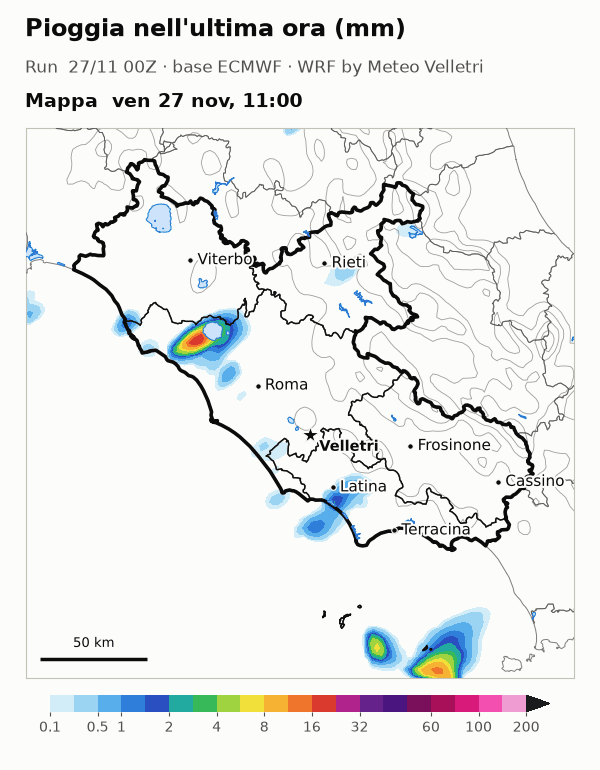 Pioggia nell'ultima ora (mm)
Run  27/11 00Z · base ECMWF · WRF by Meteo Velletri
Mappa  ven 27 nov, 11:00
Viterbo
Rieti
Roma
Velletri
Frosinone
Latina
Cassino
Terracina
50 km
0.1 0.5 1 2 4 8 16 32 60 100 200